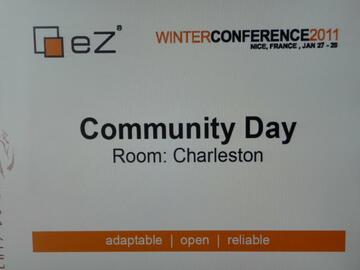 eZ®
WINTERCONFERENCE2011
NICE, FRANCE , JAN 27 - 28
Community Day
Room: Charleston
adaptable | open | reliable